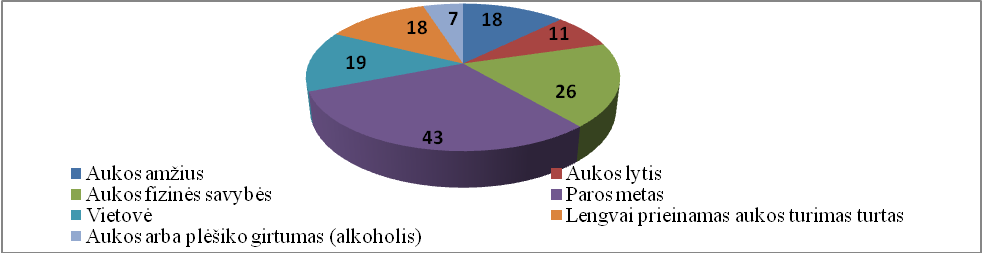 7
18
18
11
19
26
43
Aukos amžius
Aukos lytis
Aukos fizinės savybės
Paros metas
Vietovė
Lengvai prieinamas aukos turimas turtas
Aukos arba plėšiko girtumas (alkoholis)